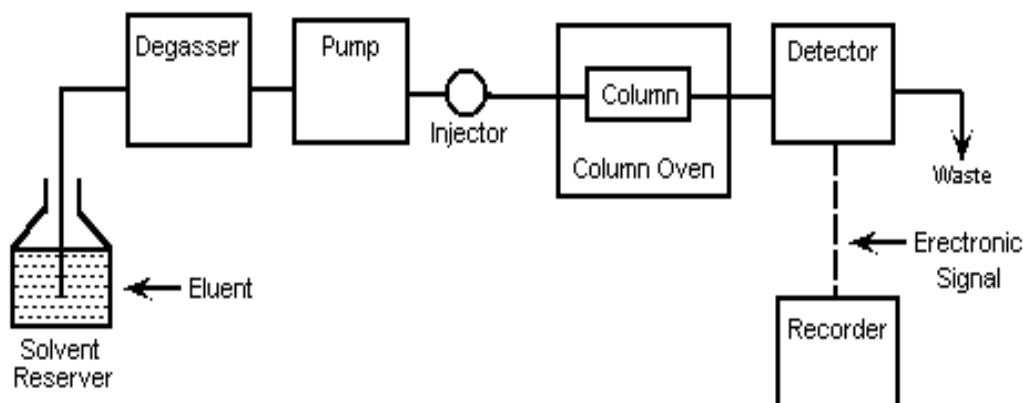 Degasser
Pump
Injector
Column
Column Oven
Detector
Waste
Erectronic
Signal
Recorder
Eluent
Solvent
Reserver